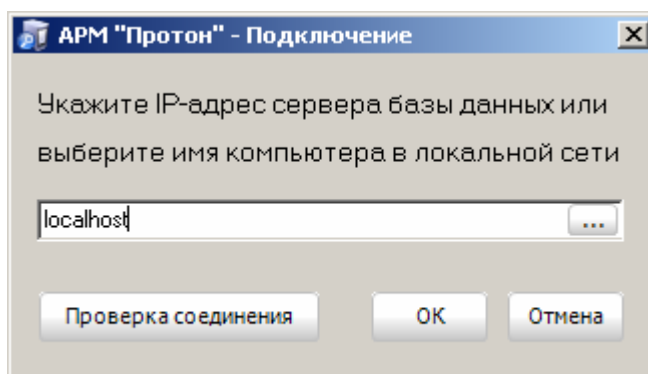 АРМ "Протон" - Подключение
Укажите IP-адрес сервера базы данных или
выберите имя компьютера в локальной сети
localhost
...
Проверка соединения ОК Отмена